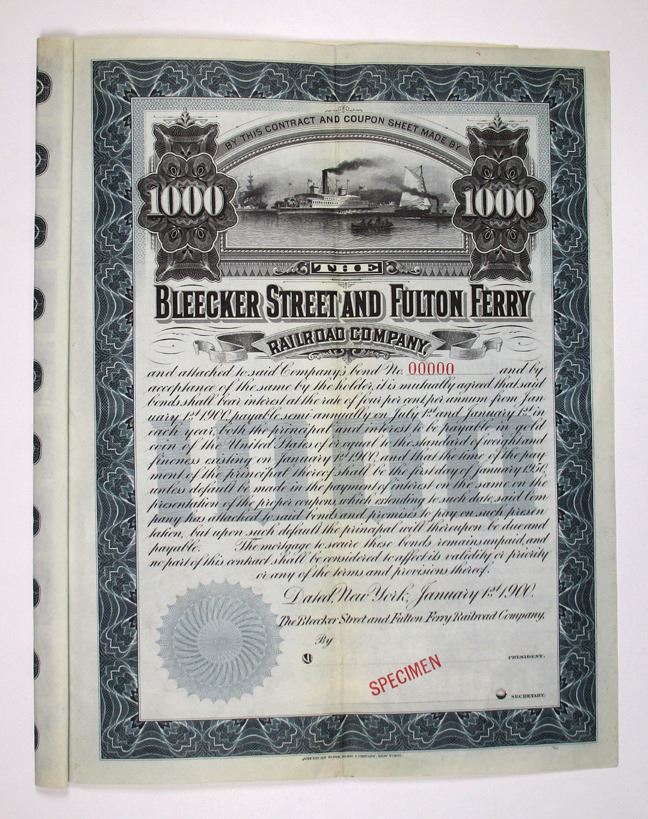 BY THIS CONTRACT AND COUPON SHEET MADE BY
1000 1000
THE
BLEECKER STREET AND FULTON FERRY
RAILROAD COMPANY,
and attached to said Company's bond No. 00000 and by
acceptance of the same by the holder, it is mutually agreed that said
bonds shall bear interest at the rate of four per cent per annum from Jan-
uary 1st 1900, payable semi-annually on July 1st and January 1st in
each year, both the principal and interest to be payable in gold
coin of the United States of or equal to the standard of weight and
fineness existing on January 1st 1900, and that the time of the pay-
ment of the principal thereof shall be the first day of January 1950,
unless default be made in the payment of interest on the same on the
presentation of the proper coupons, which extending to such date, said Com-
pany has attached to said bonds and promises to pay on such presen-
tation, but upon such default the principal will thereupon be due and
payable. The mortgage to secure these bonds remains unpaid, and
no part of this contract shall be considered to affect its validity or priority
or any of the terms and provisions thereof.
Dated, New York, January 1st 1900.
The Bleecker Street and Fulton Ferry Railroad Company,
By
PRESIDENT.
SPECIMEN
SECRETARY.
AMERICAN BANK NOTE COMPANY, NEW YORK.